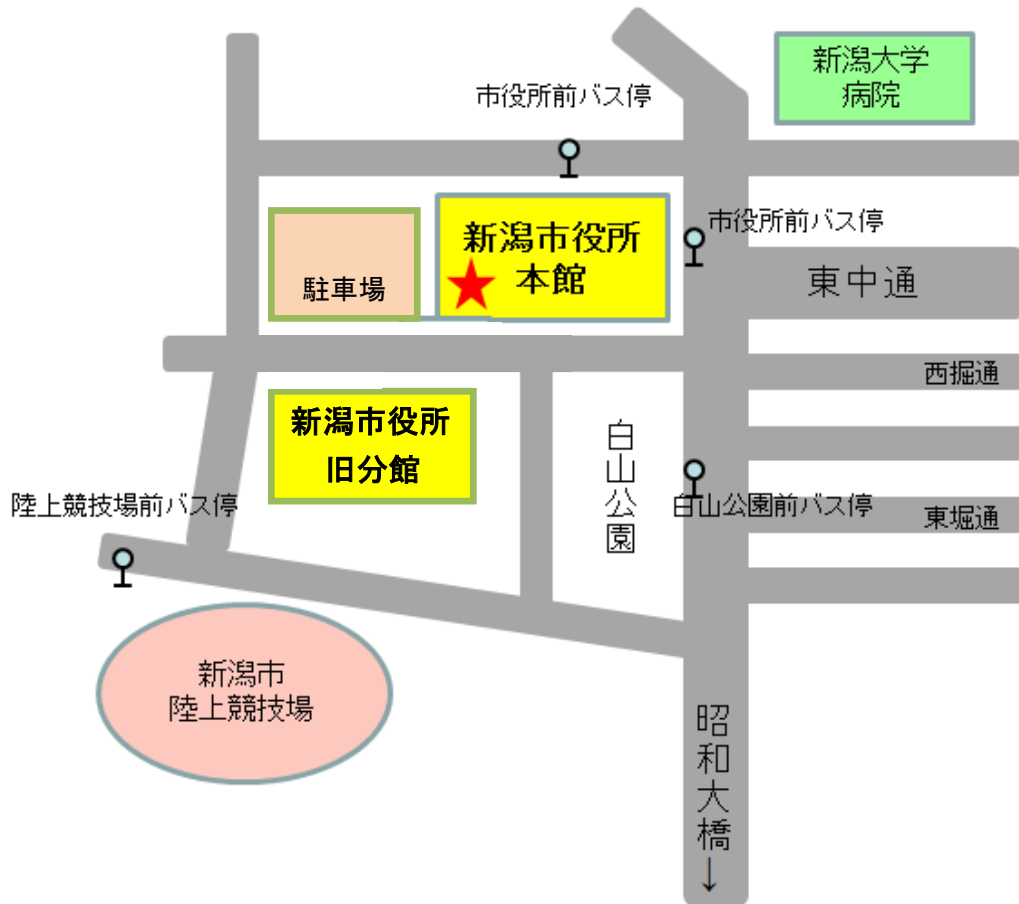 新潟大学
病院
市役所前バス停
市役所前バス停
新潟市役所
本館
駐車場
東中通
西掘通
新潟市役所
旧分館
白山公園
陸上競技場前バス停
白山公園前バス停
東堀通
新潟市
陸上競技場
昭和大橋↓